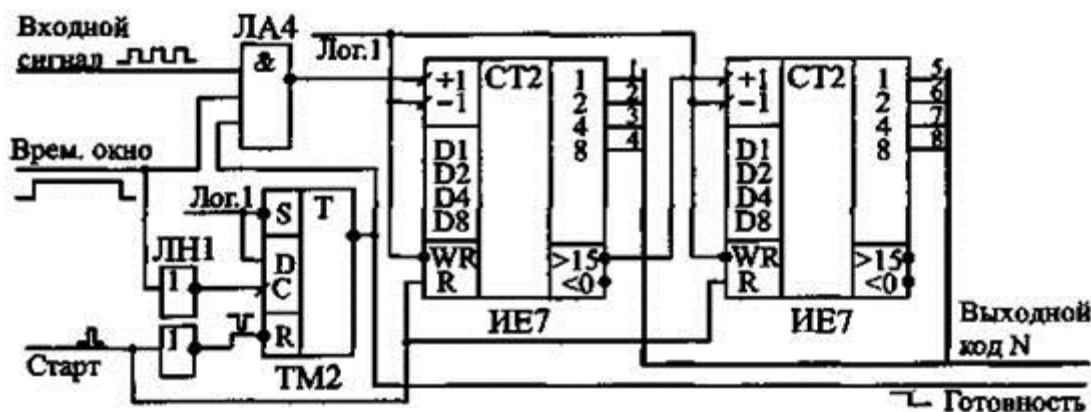 Входной
сигнал
ЛА4
&
Лог.1
Врем. окно
Лог.1
ЛН1
1
S
T
D
C
R
1
Старт
ТМ2
+1
−1
CT2
1
2
4
8
D1
D2
D4
D8
WR
R
>15
<0
ИЕ7
1
2
3
4
+1
−1
CT2
1
2
4
8
D1
D2
D4
D8
WR
R
>15
<0
ИЕ7
5
6
7
8
Выходной
код N
Готовность